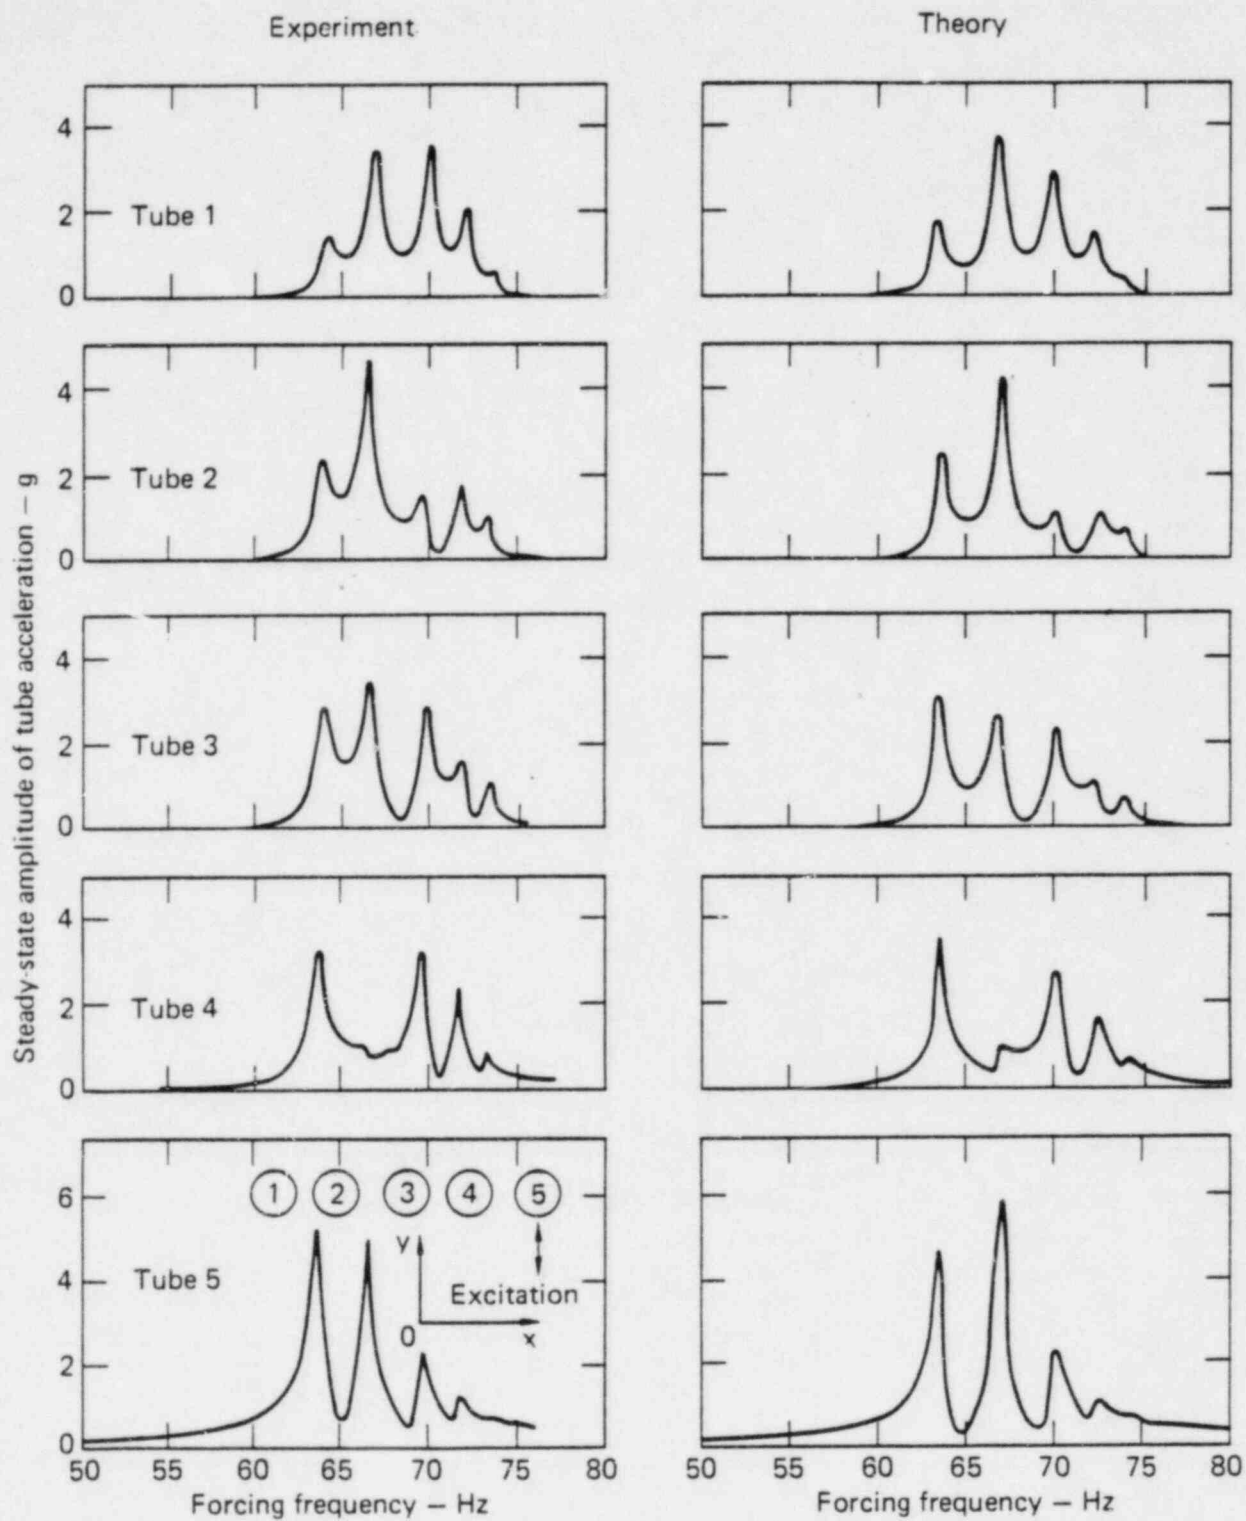 Experiment
Theory
4
2
0
Tube 1
4
2
0
Tube 2
4
2
0
Tube 3
4
2
0
Tube 4
6
4
2
0
Tube 5
1 2 3 4 5
y
Excitation
0
x
50 55 60 65 70 75 80
Forcing frequency — Hz
50 55 60 65 70 75 80
Forcing frequency — Hz
Steady-state amplitude of tube acceleration — g